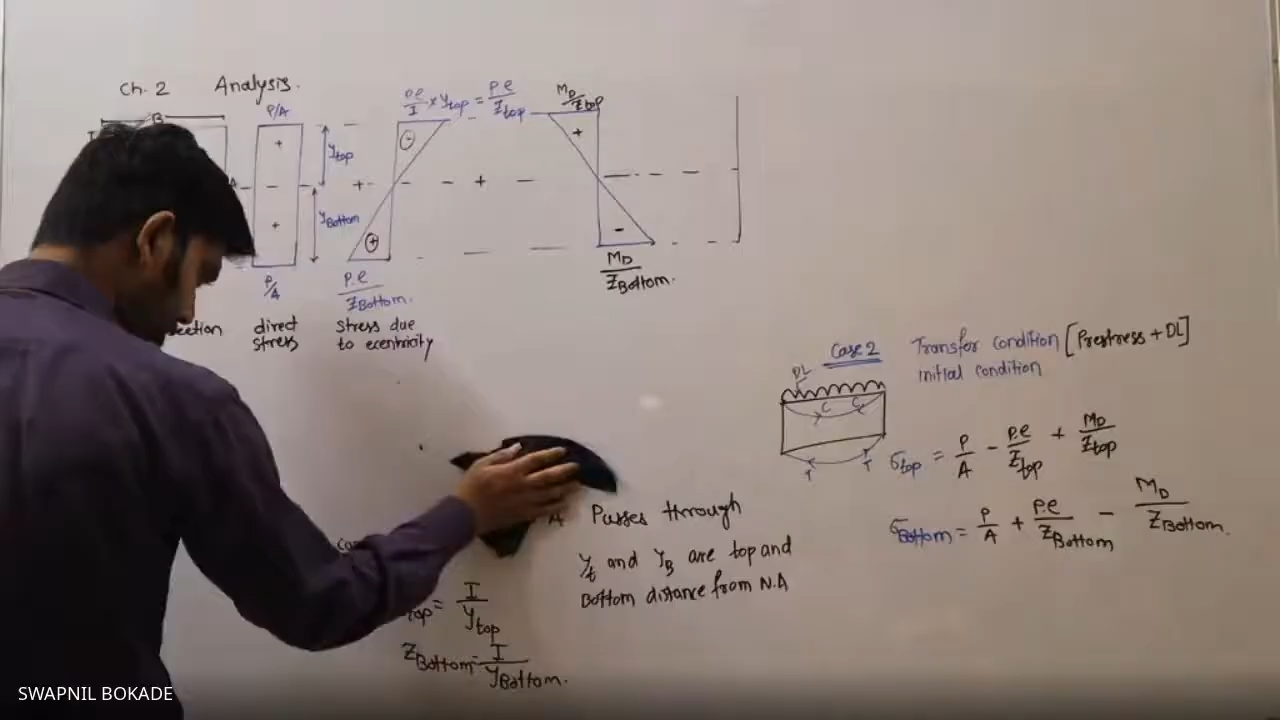 Ch. 2 Analysis.
B
P/A
P.e/I × ytop = P.e/Ztop
MD/Ztop
+
ytop
-
+
+
+
+
yBottom
+
+
-
P/A
P.e/ZBottom.
MD/ZBottom.
direct
stress
stress due
to ecentricity
Case 2 Transfer condition [Prestress + DL]
initial condition
DL
C C
T T
σtop = P/A - P.e/Ztop + MD/Ztop
σBottom = P/A + P.e/ZBottom - MD/ZBottom.
A Passes through
yt and yB are top and
Bottom distance from N.A
top = I/ytop
ZBottom = I/yBottom.
SWAPNIL BOKADE